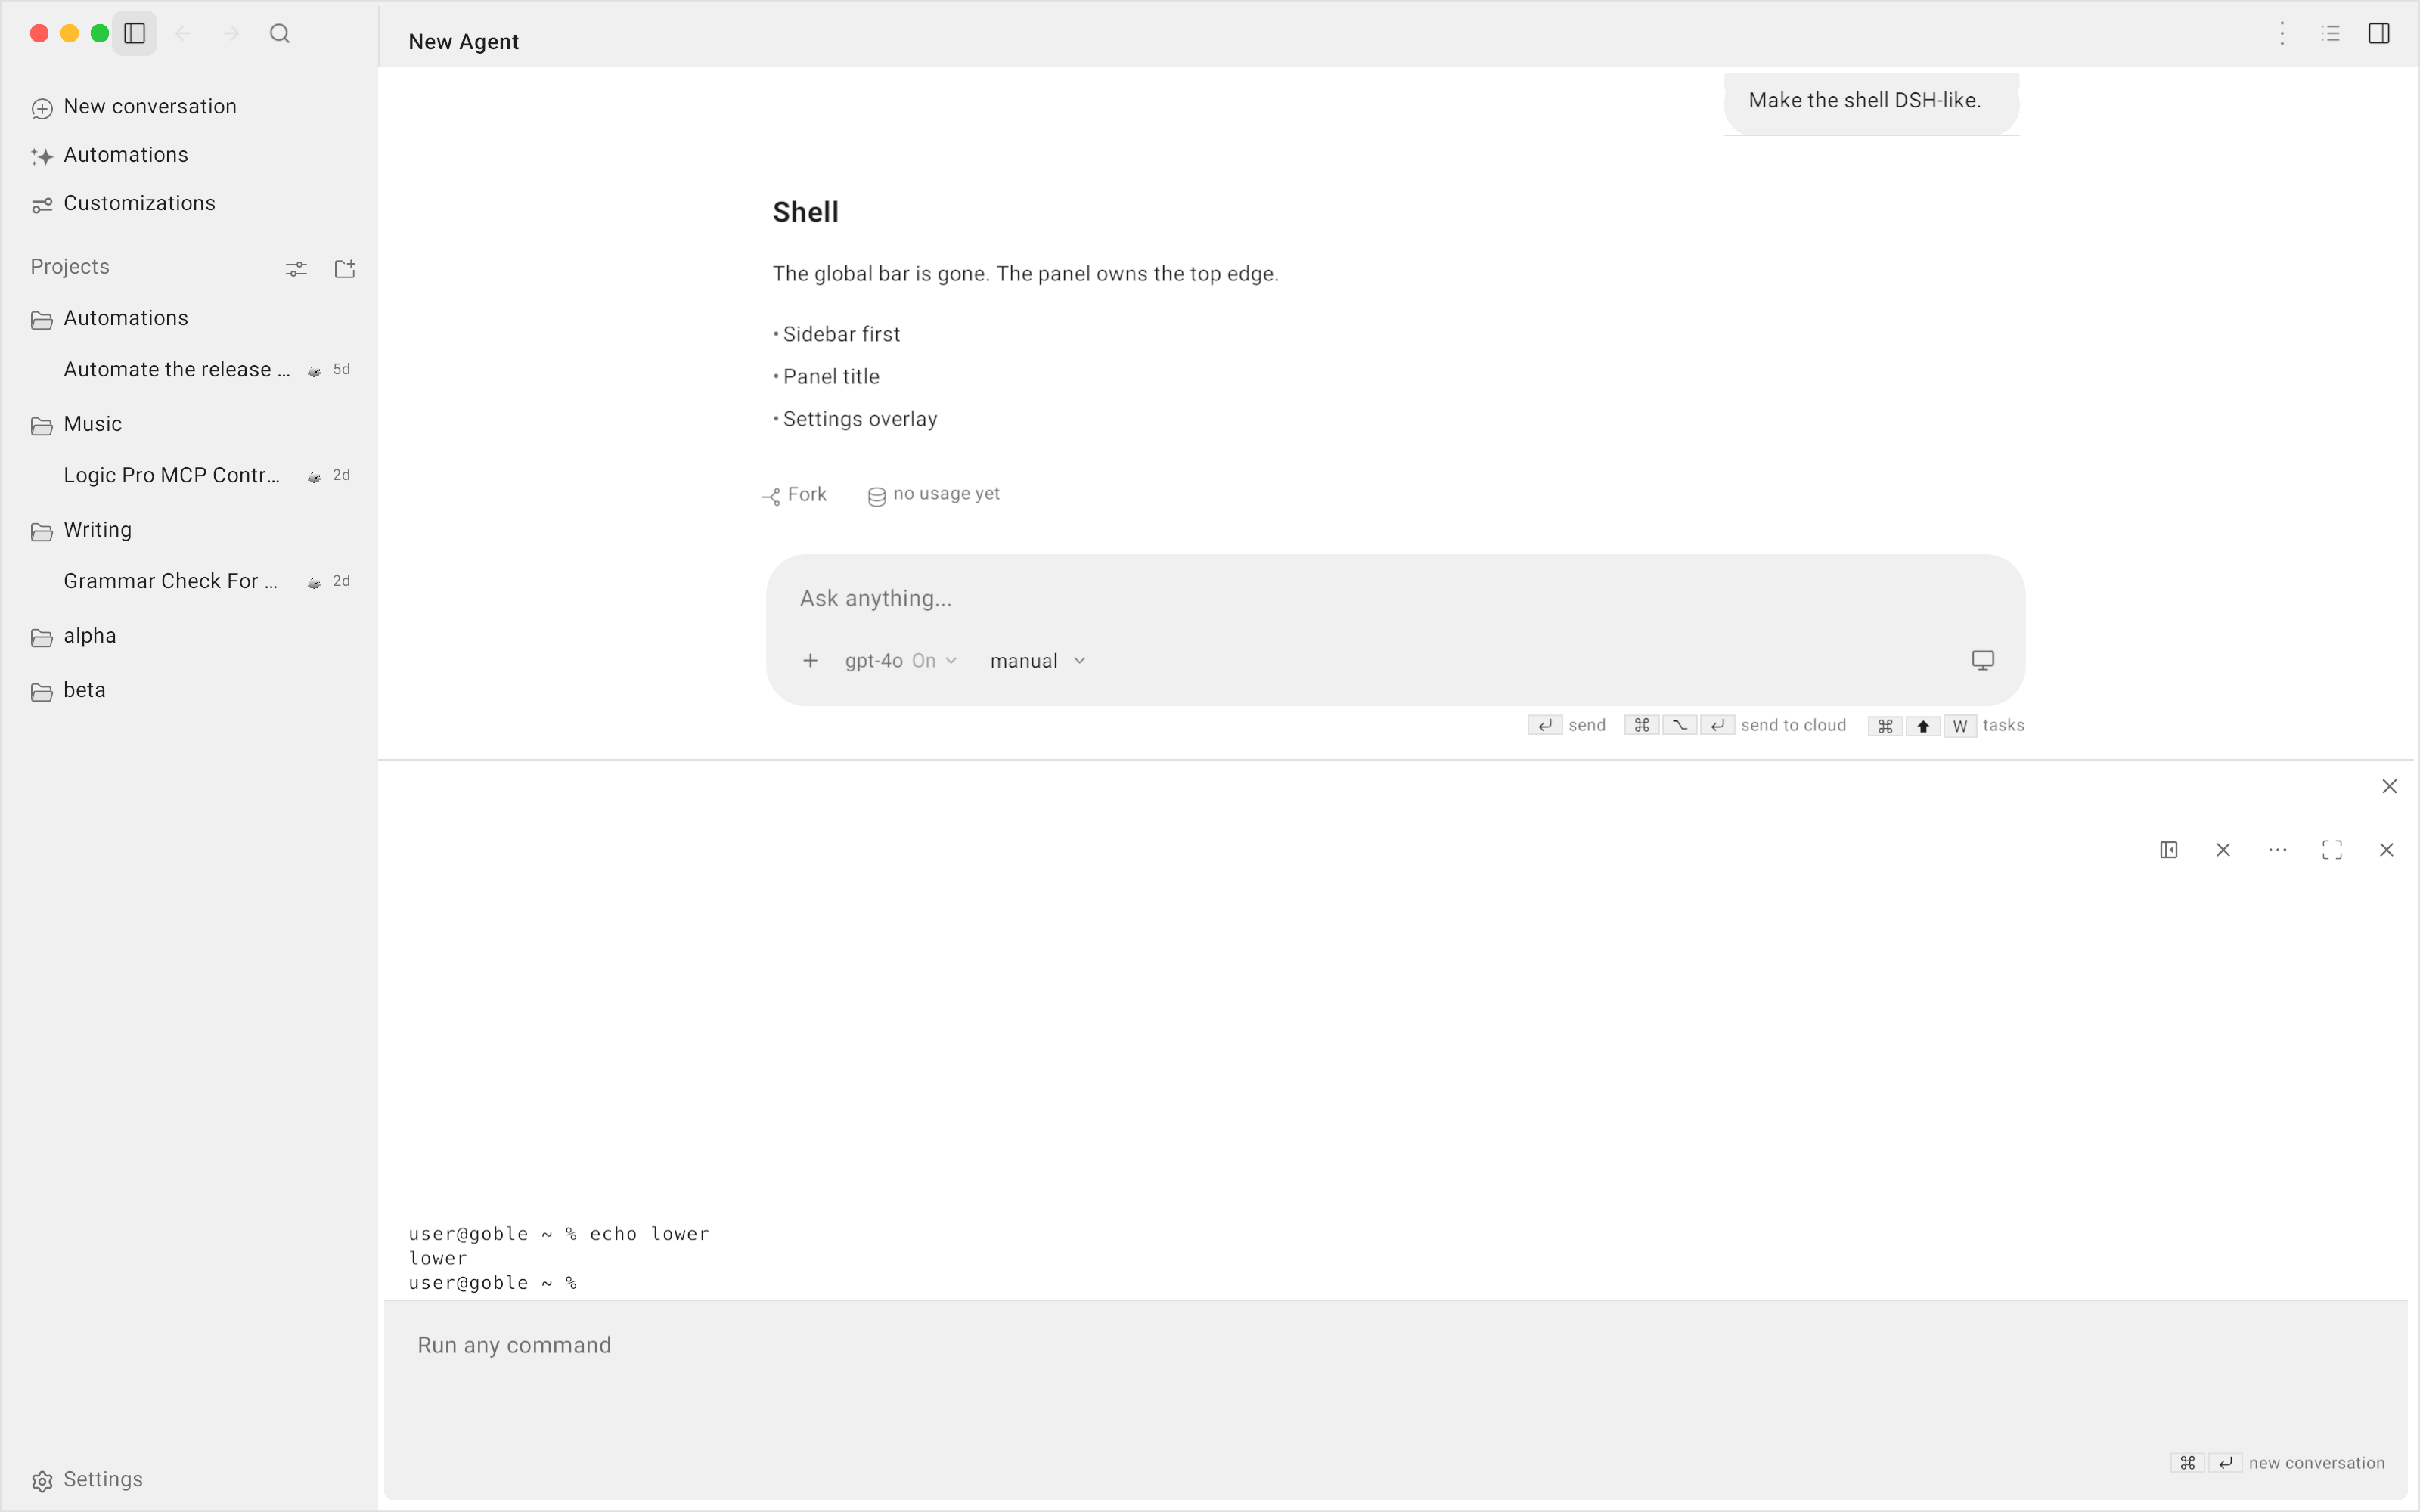 New Agent
New conversation
Automations
Customizations
Projects
Automations
Automate the release ... 5d
Music
Logic Pro MCP Contr... 2d
Writing
Grammar Check For ... 2d
alpha
beta
Settings
Make the shell DSH-like.
Shell
The global bar is gone. The panel owns the top edge.
• Sidebar first
• Panel title
• Settings overlay
Fork no usage yet
Ask anything...
gpt-4o On manual
↵ send ⌘ ⌥ ↵ send to cloud ⌘ ⬆ W tasks
user@goble ~ % echo lower
lower
user@goble ~ %
Run any command
⌘ ↵ new conversation